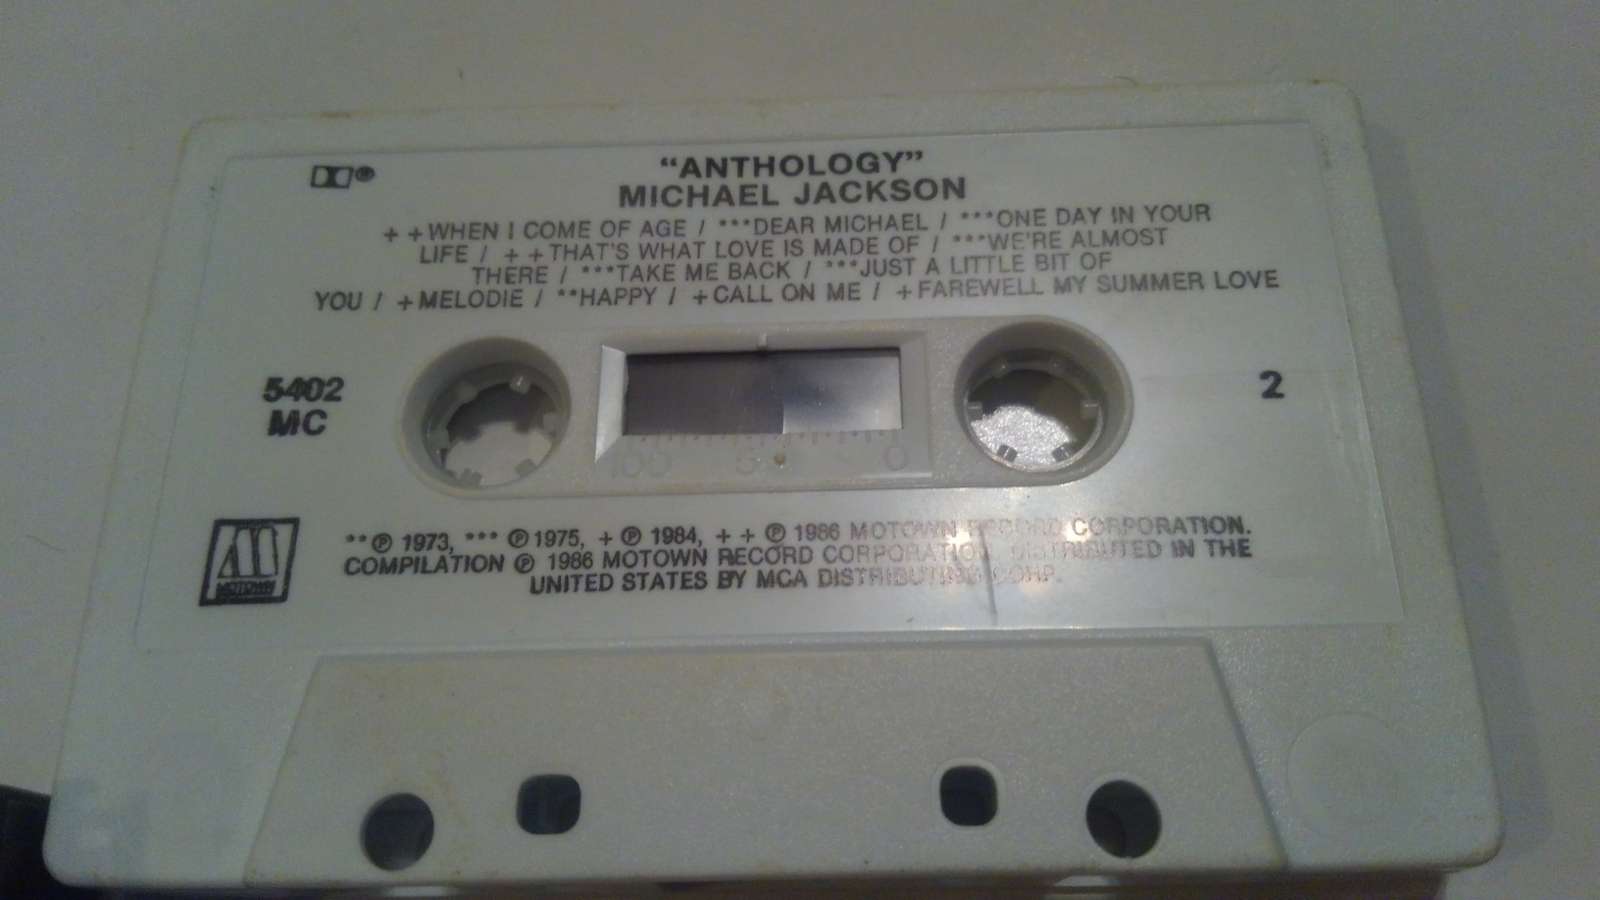 “ANTHOLOGY”
MICHAEL JACKSON
++WHEN I COME OF AGE / ***DEAR MICHAEL / ***ONE DAY IN YOUR
LIFE / ++THAT'S WHAT LOVE IS MADE OF / ***WE'RE ALMOST
THERE / ***TAKE ME BACK / ***JUST A LITTLE BIT OF
YOU / +MELODIE / **HAPPY / +CALL ON ME / +FAREWELL MY SUMMER LOVE
5402
MC
2
100 5 0
MOTOWN
**℗ 1973, *** ℗ 1975, + ℗ 1984, ++ ℗ 1986 MOTOWN RECORD CORPORATION.
COMPILATION ℗ 1986 MOTOWN RECORD CORPORATION. DISTRIBUTED IN THE
UNITED STATES BY MCA DISTRIBUTING CORP.